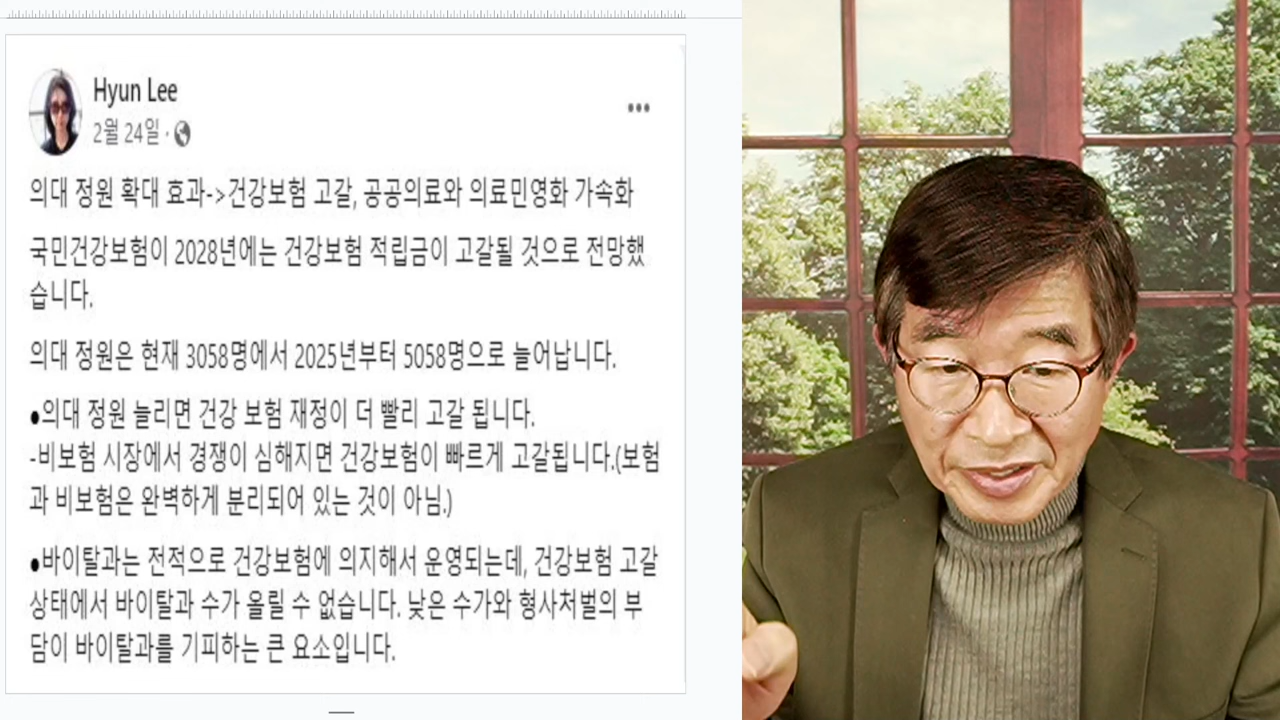 Hyun Lee
2월 24일 ·
의대 정원 확대 효과->건강보험 고갈, 공공의료와 의료민영화 가속화
국민건강보험이 2028년에는 건강보험 적립금이 고갈될 것으로 전망했
습니다.
의대 정원은 현재 3058명에서 2025년부터 5058명으로 늘어납니다.
●의대 정원 늘리면 건강 보험 재정이 더 빨리 고갈 됩니다.
-비보험 시장에서 경쟁이 심해지면 건강보험이 빠르게 고갈됩니다.(보험
과 비보험은 완벽하게 분리되어 있는 것이 아님.)
●바이탈과는 전적으로 건강보험에 의지해서 운영되는데, 건강보험 고갈
상태에서 바이탈과 수가 올릴 수 없습니다. 낮은 수가와 형사처벌의 부
담이 바이탈과를 기피하는 큰 요소입니다.